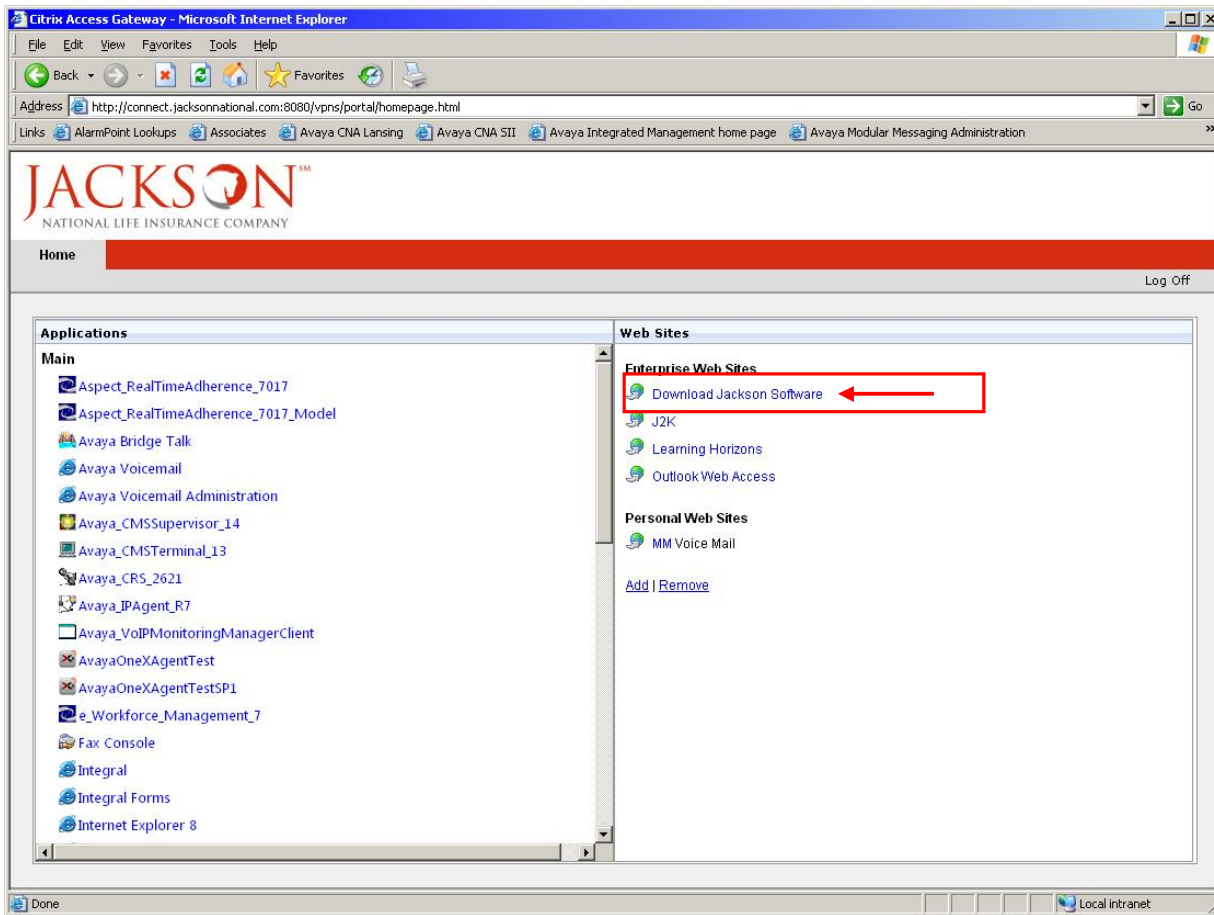 Citrix Access Gateway - Microsoft Internet Explorer
File Edit View Favorites Tools Help
Back Favorites
Address http://connect.jacksonnational.com:8080/vpns/portal/homepage.html Go
Links AlarmPoint Lookups Associates Avaya CNA Lansing Avaya CNA SII Avaya Integrated Management home page Avaya Modular Messaging Administration »
JACKSON SM
NATIONAL LIFE INSURANCE COMPANY
Home
Log Off
Applications
Main
Aspect_RealTimeAdherence_7017
Aspect_RealTimeAdherence_7017_Model
Avaya Bridge Talk
Avaya Voicemail
Avaya Voicemail Administration
Avaya_CMSSupervisor_14
Avaya_CMSTerminal_13
Avaya_CRS_2621
Avaya_IPAgent_R7
Avaya_VoIPMonitoringManagerClient
AvayaOneXAgentTest
AvayaOneXAgentTestSP1
e_Workforce_Management_7
Fax Console
Integral
Integral Forms
Internet Explorer 8
Web Sites
Enterprise Web Sites
Download Jackson Software
J2K
Learning Horizons
Outlook Web Access
Personal Web Sites
MM Voice Mail
Add | Remove
Done
Local intranet